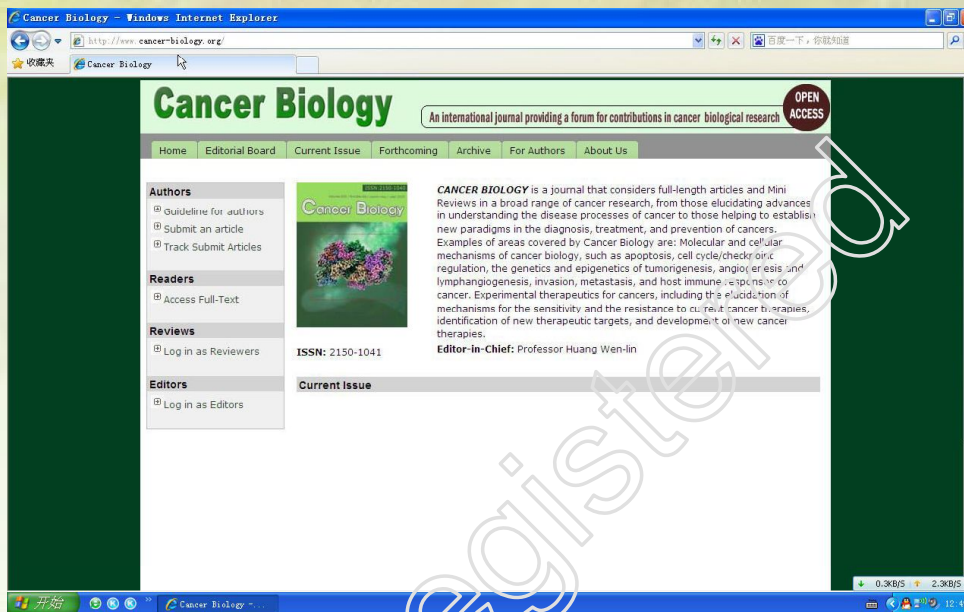 Cancer Biology - Windows Internet Explorer
http://www.cancer-biology.org/
百度一下，你就知道
收藏夹
Cancer Biology
Cancer Biology
An international journal providing a forum for contributions in cancer biological research
OPEN
ACCESS
Home Editorial Board Current Issue Forthcoming Archive For Authors About Us
Authors
Guideline for authors
Submit an article
Track Submit Articles
Readers
Access Full-Text
Reviews
Log in as Reviewers
Editors
Log in as Editors
ISSN 2150-1041
Cancer Biology
ISSN: 2150-1041
CANCER BIOLOGY is a journal that considers full-length articles and Mini
Reviews in a broad range of cancer research, from those elucidating advances
in understanding the disease processes of cancer to those helping to establish
new paradigms in the diagnosis, treatment, and prevention of cancers.
Examples of areas covered by Cancer Biology are: Molecular and cellular
mechanisms of cancer biology, such as apoptosis, cell cycle/checkpoint
regulation, the genetics and epigenetics of tumorigenesis, angiogenesis and
lymphangiogenesis, invasion, metastasis, and host immune responses to
cancer. Experimental therapeutics for cancers, including the elucidation of
mechanisms for the sensitivity and the resistance to current cancer therapies,
identification of new therapeutic targets, and development of new cancer
therapies.
Editor-in-Chief: Professor Huang Wen-lin
Current Issue
egistered
0.3KB/S 2.3KB/S
开始
Cancer Biology -...